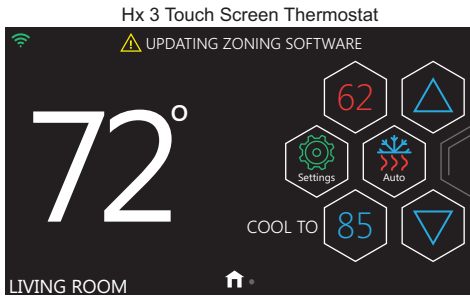 Hx 3 Touch Screen Thermostat
UPDATING ZONING SOFTWARE
62
72°
Settings
Auto
COOL TO
85
LIVING ROOM